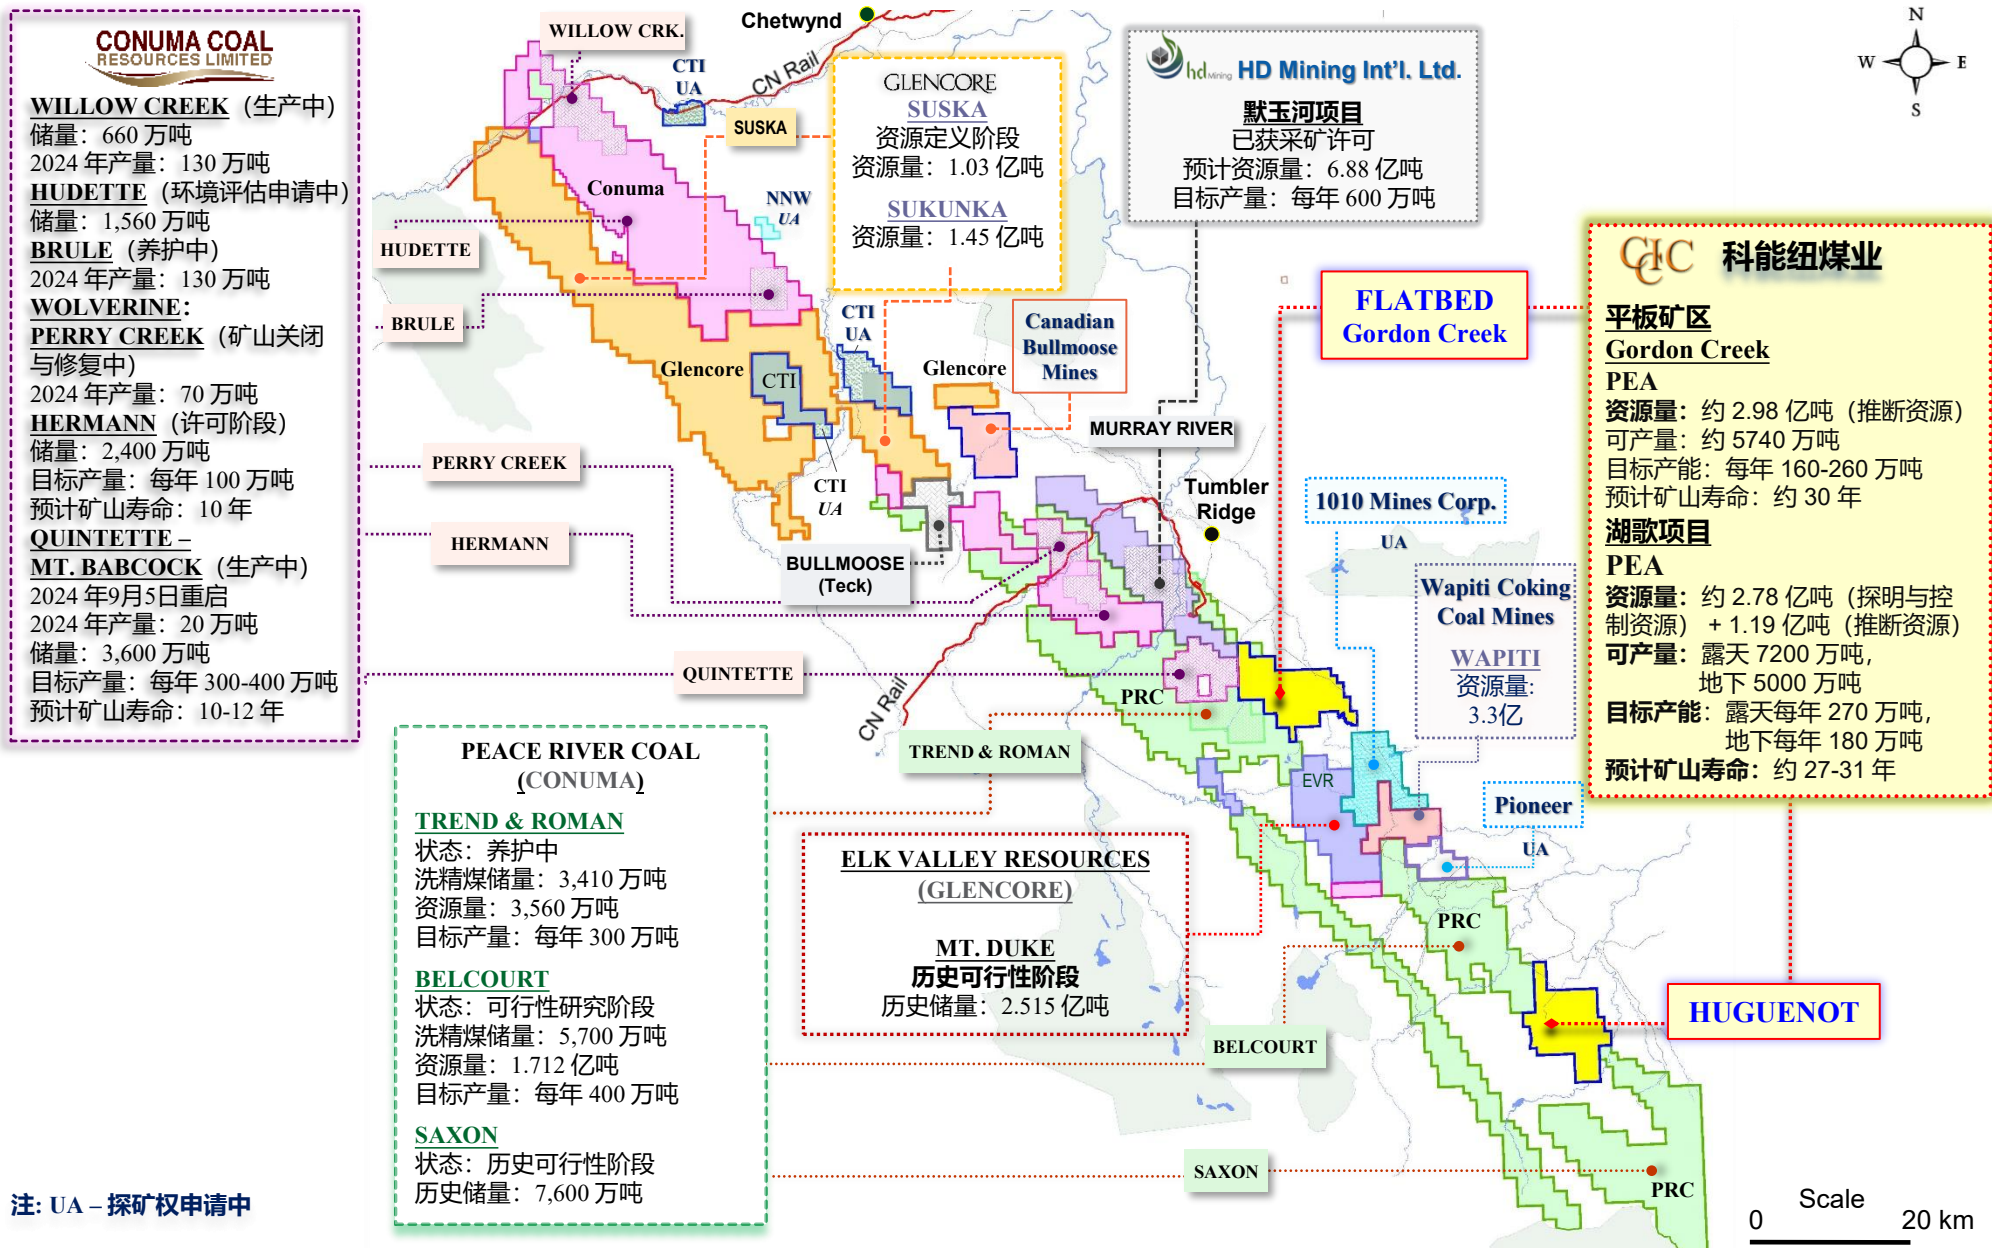 CONUMA COAL
RESOURCES LIMITED
WILLOW CREEK（生产中）
储量：660 万吨
2024 年产量：130 万吨
HUDETTE（环境评估申请中）
储量：1,560 万吨
BRULE（养护中）
2024 年产量：130 万吨
WOLVERINE：
PERRY CREEK（矿山关闭
与修复中）
2024 年产量：70 万吨
HERMANN（许可阶段）
储量：2,400 万吨
目标产量：每年 100 万吨
预计矿山寿命：10 年
QUINTETTE –
MT. BABCOCK（生产中）
2024 年9月5日重启
2024 年产量：20 万吨
储量：3,600 万吨
目标产量：每年 300-400 万吨
预计矿山寿命：10-12 年
WILLOW CRK.
Chetwynd
CTI
UA
CN Rail
SUSKA
Conuma
NNW
UA
HUDETTE
BRULE
GLENCORE
SUSKA
资源定义阶段
资源量：1.03 亿吨
SUKUNKA
资源量：1.45 亿吨
hd Mining HD Mining Int'l. Ltd.
默玉河项目
已获采矿许可
预计资源量：6.88 亿吨
目标产量：每年 600 万吨
N
W E
S
CTI
UA
Glencore
CTI
Glencore
Canadian
Bullmoose
Mines
FLATBED
Gordon Creek
MURRAY RIVER
PERRY CREEK
CTI
UA
Tumbler
Ridge
HERMANN
BULLMOOSE
(Teck)
1010 Mines Corp.
UA
Wapiti Coking
Coal Mines
WAPITI
资源量:
3.3亿
QUINTETTE
PRC
CN Rail
TREND & ROMAN
EVR
Pioneer
UA
CCC 科能纽煤业
平板矿区
Gordon Creek
PEA
资源量：约 2.98 亿吨（推断资源）
可产量：约 5740 万吨
目标产能：每年 160-260 万吨
预计矿山寿命：约 30 年
湖歌项目
PEA
资源量：约 2.78 亿吨（探明与控
制资源） + 1.19 亿吨（推断资源）
可产量：露天 7200 万吨，
地下 5000 万吨
目标产能：露天每年 270 万吨，
地下每年 180 万吨
预计矿山寿命：约 27-31 年
PEACE RIVER COAL
(CONUMA)
TREND & ROMAN
状态：养护中
洗精煤储量：3,410 万吨
资源量：3,560 万吨
目标产量：每年 300 万吨
BELCOURT
状态：可行性研究阶段
洗精煤储量：5,700 万吨
资源量：1.712 亿吨
目标产量：每年 400 万吨
SAXON
状态：历史可行性阶段
历史储量：7,600 万吨
ELK VALLEY RESOURCES
(GLENCORE)
MT. DUKE
历史可行性阶段
历史储量：2.515 亿吨
PRC
HUGUENOT
BELCOURT
SAXON
PRC
注: UA – 探矿权申请中
Scale
0 20 km